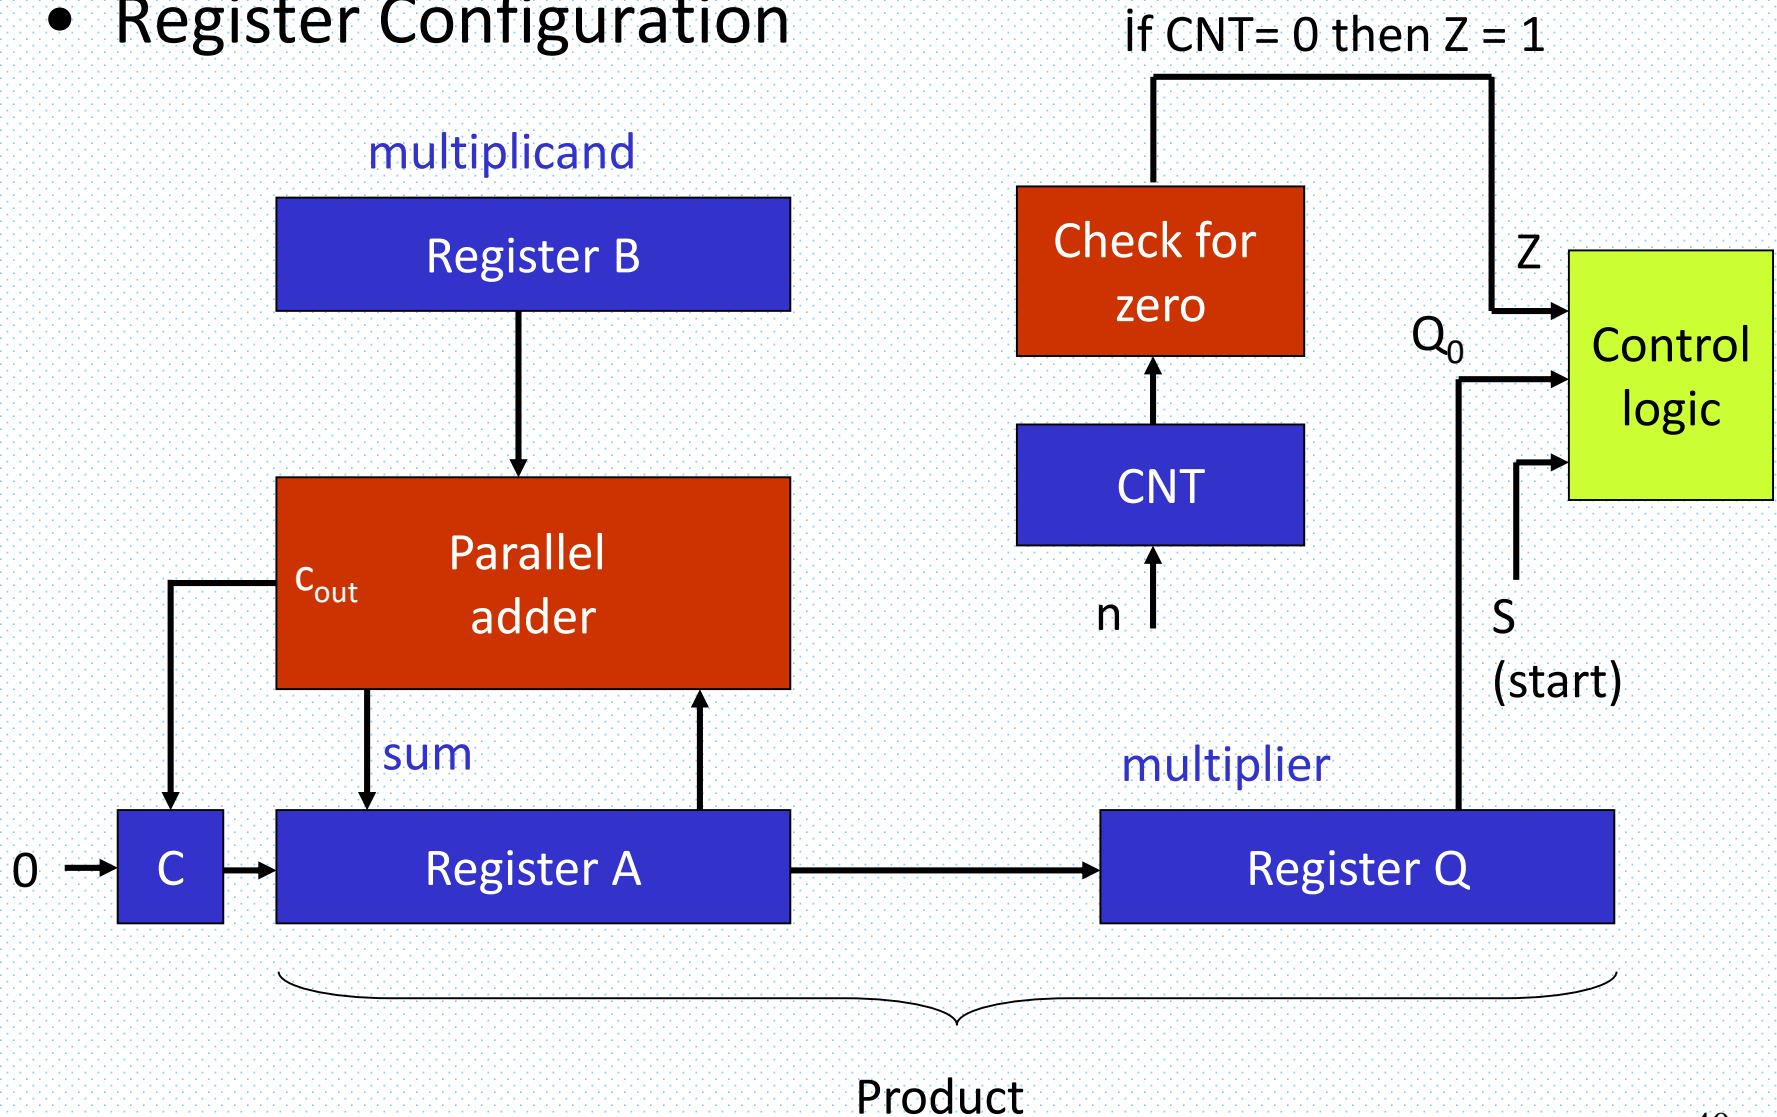 • Register Configuration
if CNT= 0 then Z = 1
multiplicand
Register B
Check for
zero
Z
Q0
Control
logic
CNT
Parallel
adder
cout
n
S
(start)
sum
multiplier
0
C
Register A
Register Q
Product